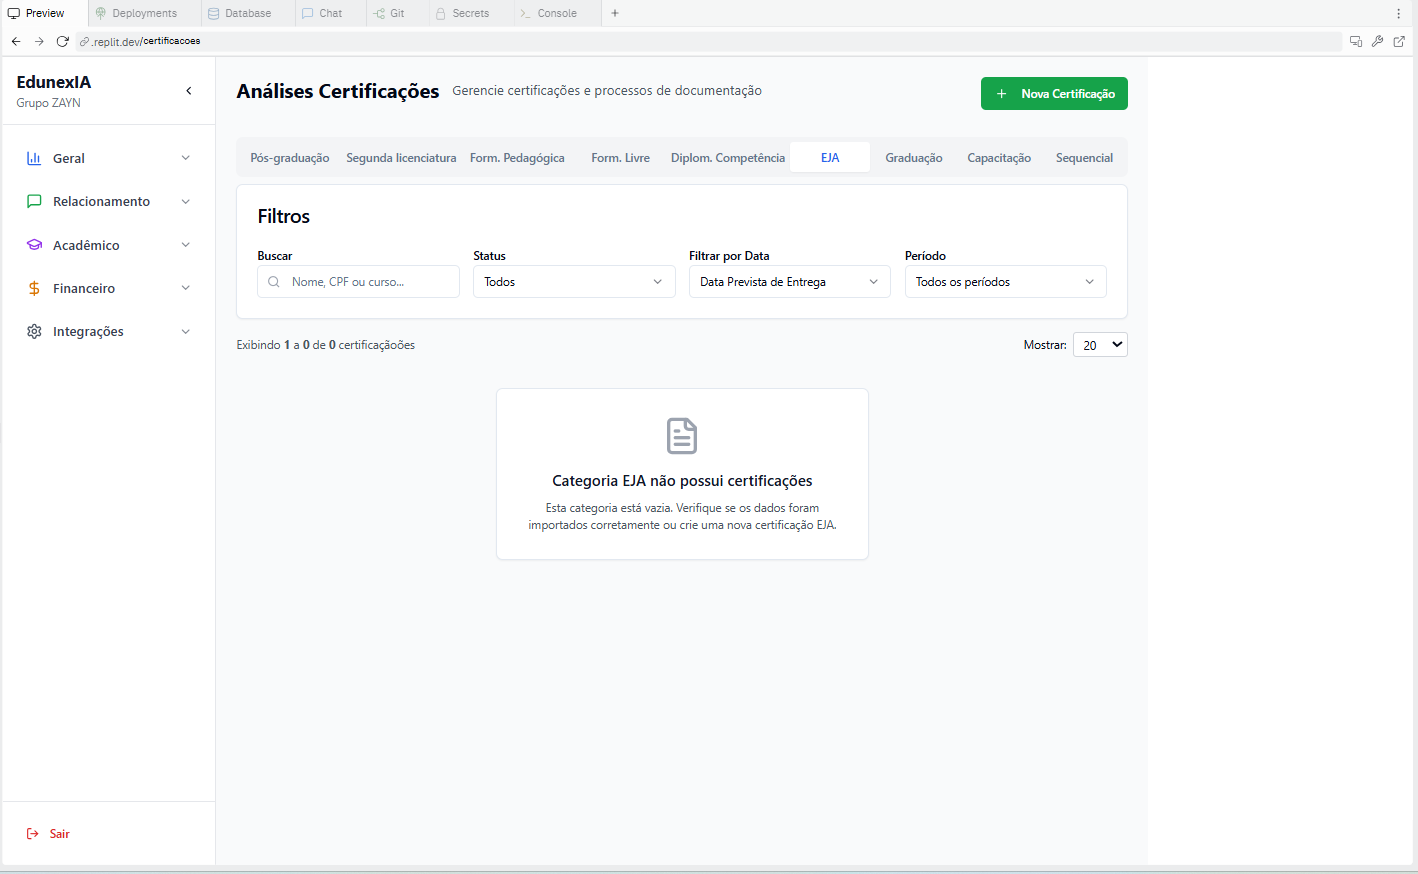 Preview
Deployments
Database
Chat
Git
Secrets
Console
.replit.dev/certificacoes
EdunexIA
Grupo ZAYN
Geral
Relacionamento
Acadêmico
Financeiro
Integrações
Sair
Análises Certificações
Gerencie certificações e processos de documentação
+ Nova Certificação
Pós-graduação
Segunda licenciatura
Form. Pedagógica
Form. Livre
Diplom. Competência
EJA
Graduação
Capacitação
Sequencial
Filtros
Buscar
Nome, CPF ou curso...
Status
Todos
Filtrar por Data
Data Prevista de Entrega
Período
Todos os períodos
Exibindo 1 a 0 de 0 certificaçãoões
Mostrar: 20
Categoria EJA não possui certificações
Esta categoria está vazia. Verifique se os dados foram
importados corretamente ou crie uma nova certificação EJA.